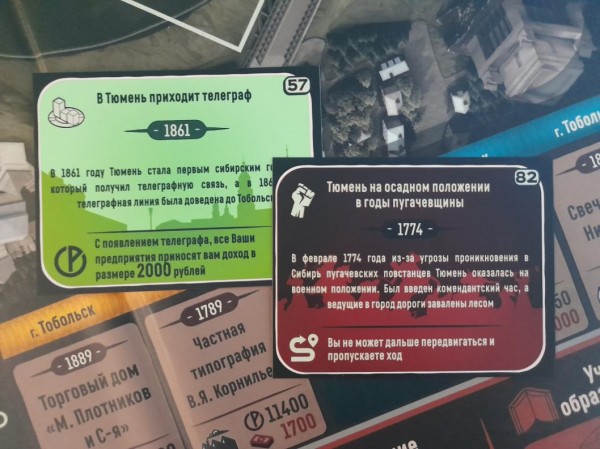 57
В Тюмень приходит телеграф
- 1861 -
В 1861 году Тюмень стала первым сибирским
который получил телеграфную связь, а в
телеграфная линия была доведена до
С появлением телеграфа, все Ваши
предприятия приносят вам доход в
размере 2000 рублей
82
Тюмень на осадном положении
в годы пугачевщины
- 1774 -
В феврале 1774 года из-за угрозы проникновения в
Сибирь пугачевских повстанцев Тюмень оказалась на
военном положении. Был введен комендантский час, а
ведущие в город дороги завалены лесом
Вы не может дальше передвигаться и
пропускаете ход
г. Тобольск
- 1889 -
Торговый дом
«М. Плотников
и С-я»
- 1789 -
Частная
типография
В.Я.
11400
1700
г.